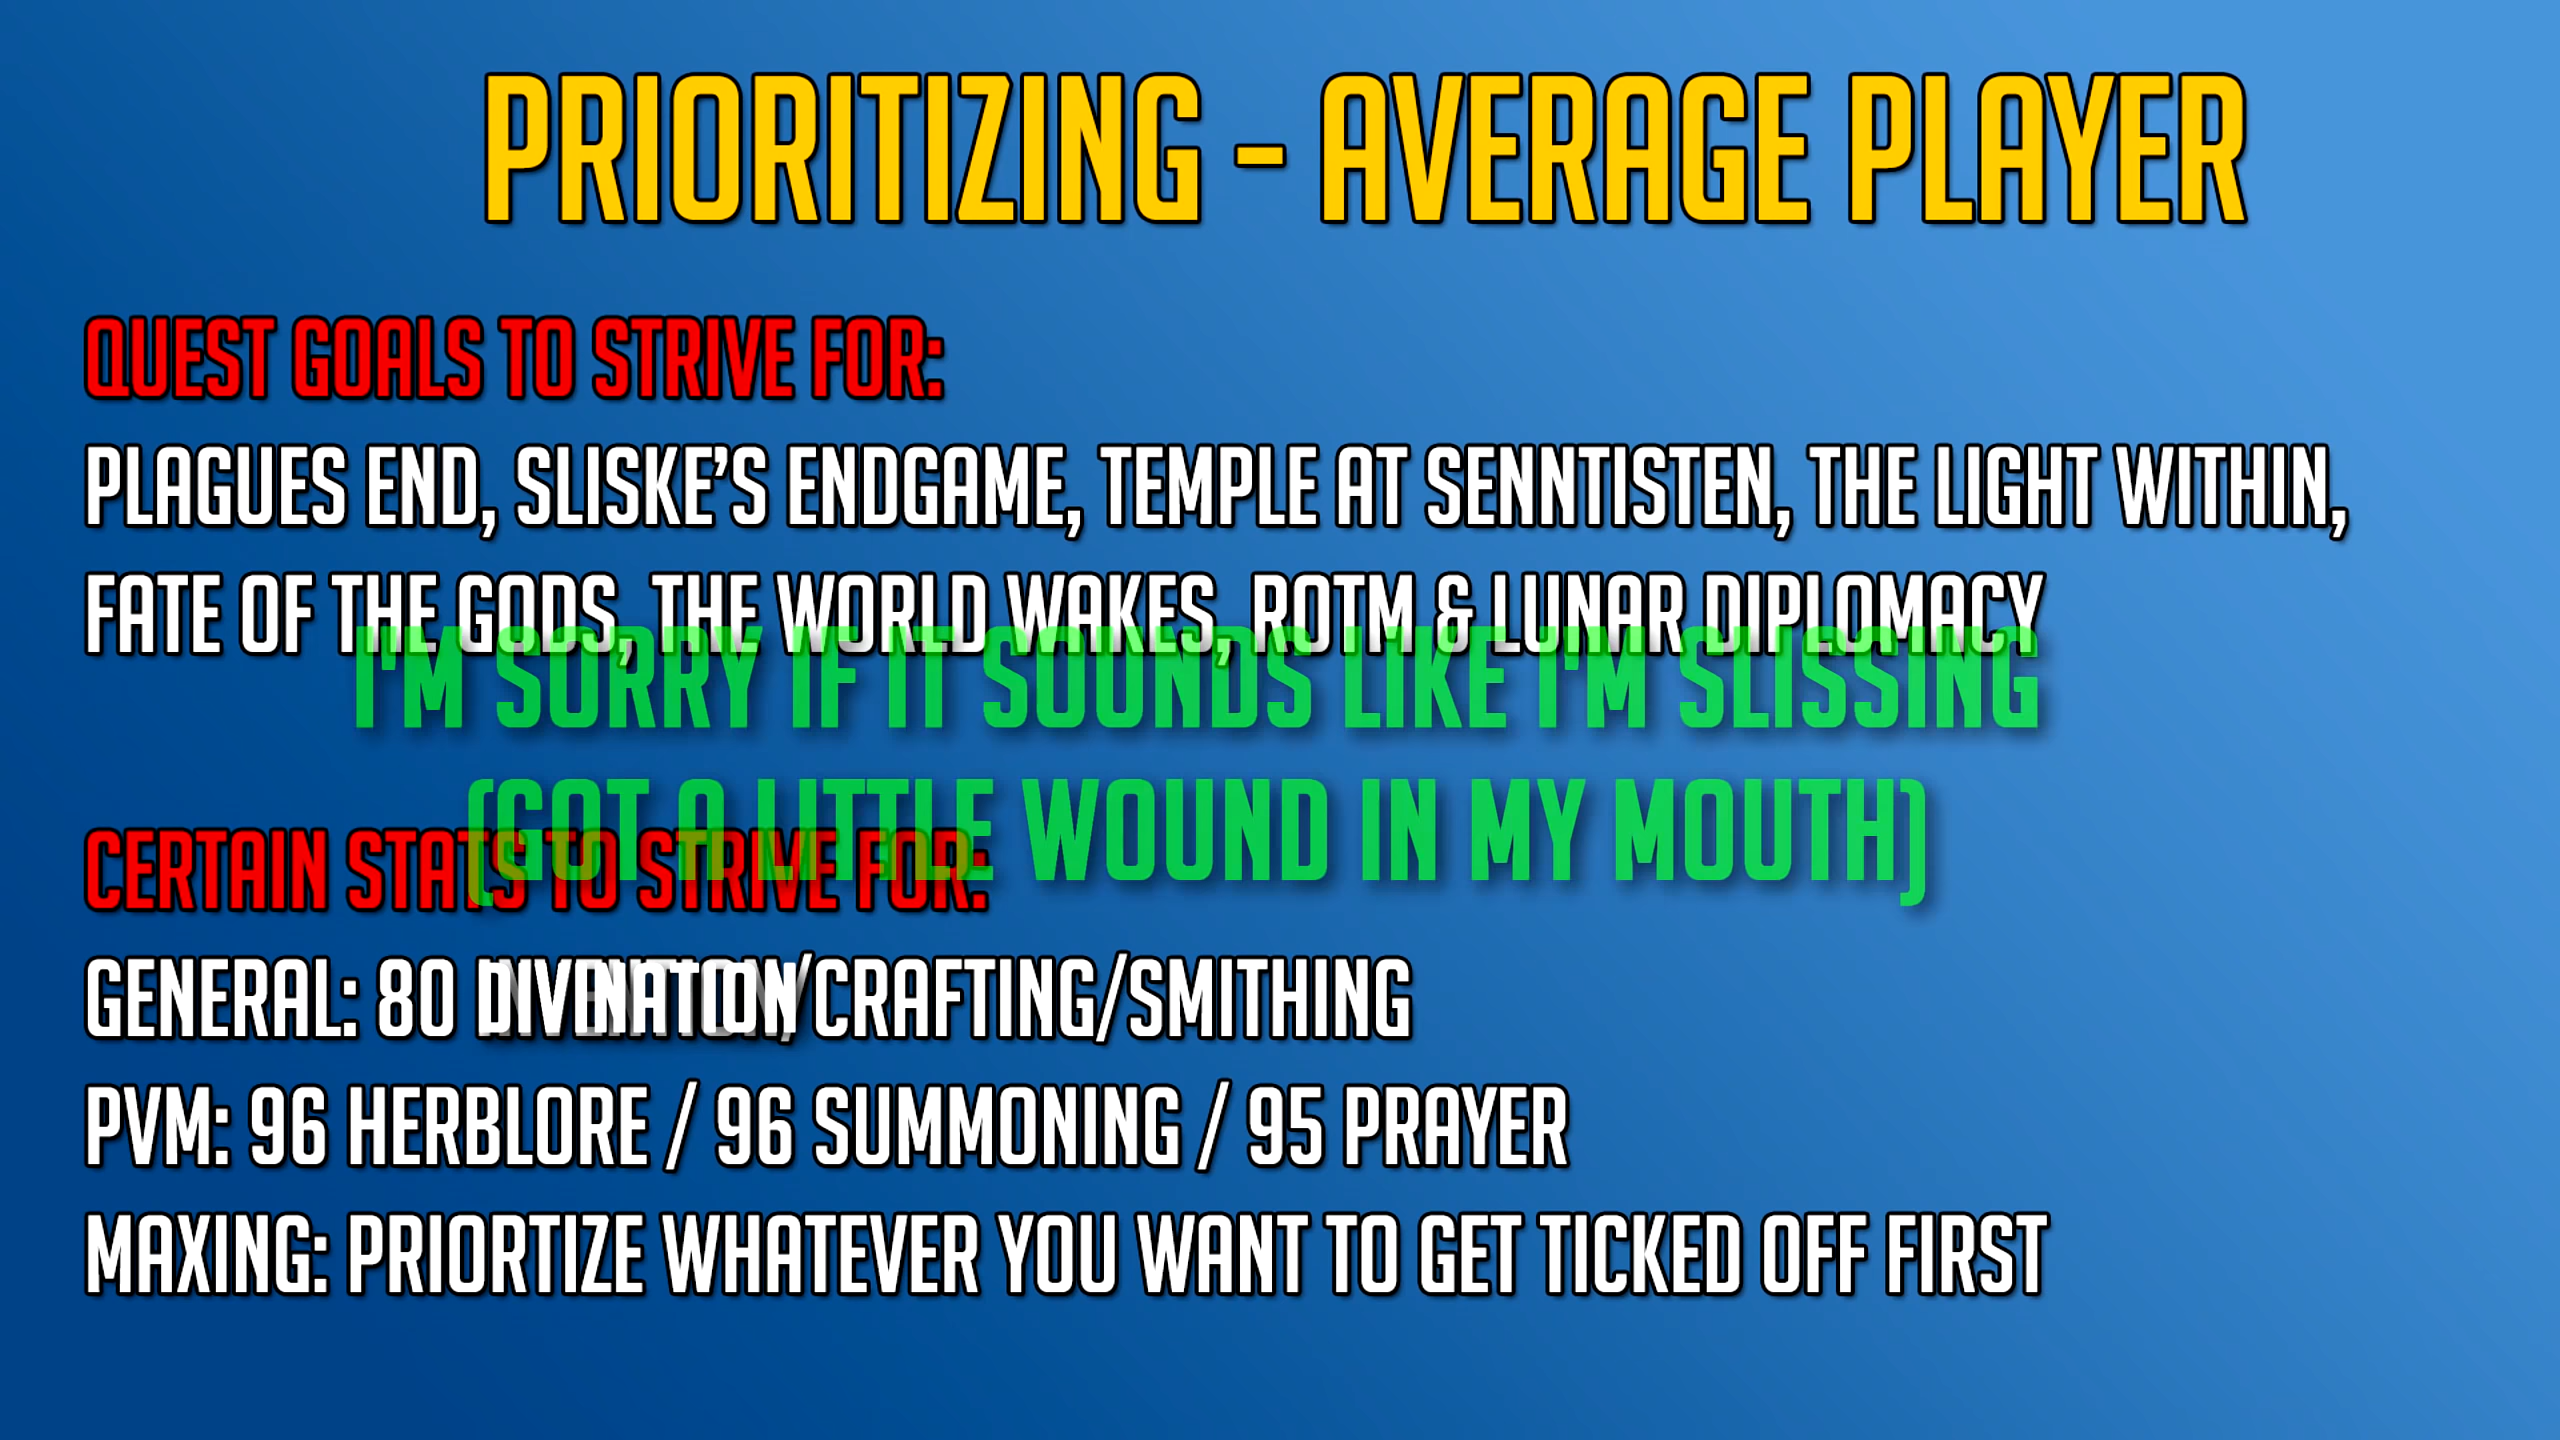 PRIORITIZING - AVERAGE PLAYER
QUEST GOALS TO STRIVE FOR:
PLAGUES END, SLISKE'S ENDGAME, TEMPLE AT SENNTISTEN, THE LIGHT WITHIN,
FATE OF THE GODS, THE WORLD WAKES, ROTM & LUNAR DIPLOMACY
I'M SORRY IF IT SOUNDS LIKE I'M SLISSING
(GOT A LITTLE WOUND IN MY MOUTH)
CERTAIN STATS TO STRIVE FOR:
GENERAL: 80 DIVINATION/CRAFTING/SMITHING
PVM: 96 HERBLORE / 96 SUMMONING / 95 PRAYER
MAXING: PRIORTIZE WHATEVER YOU WANT TO GET TICKED OFF FIRST